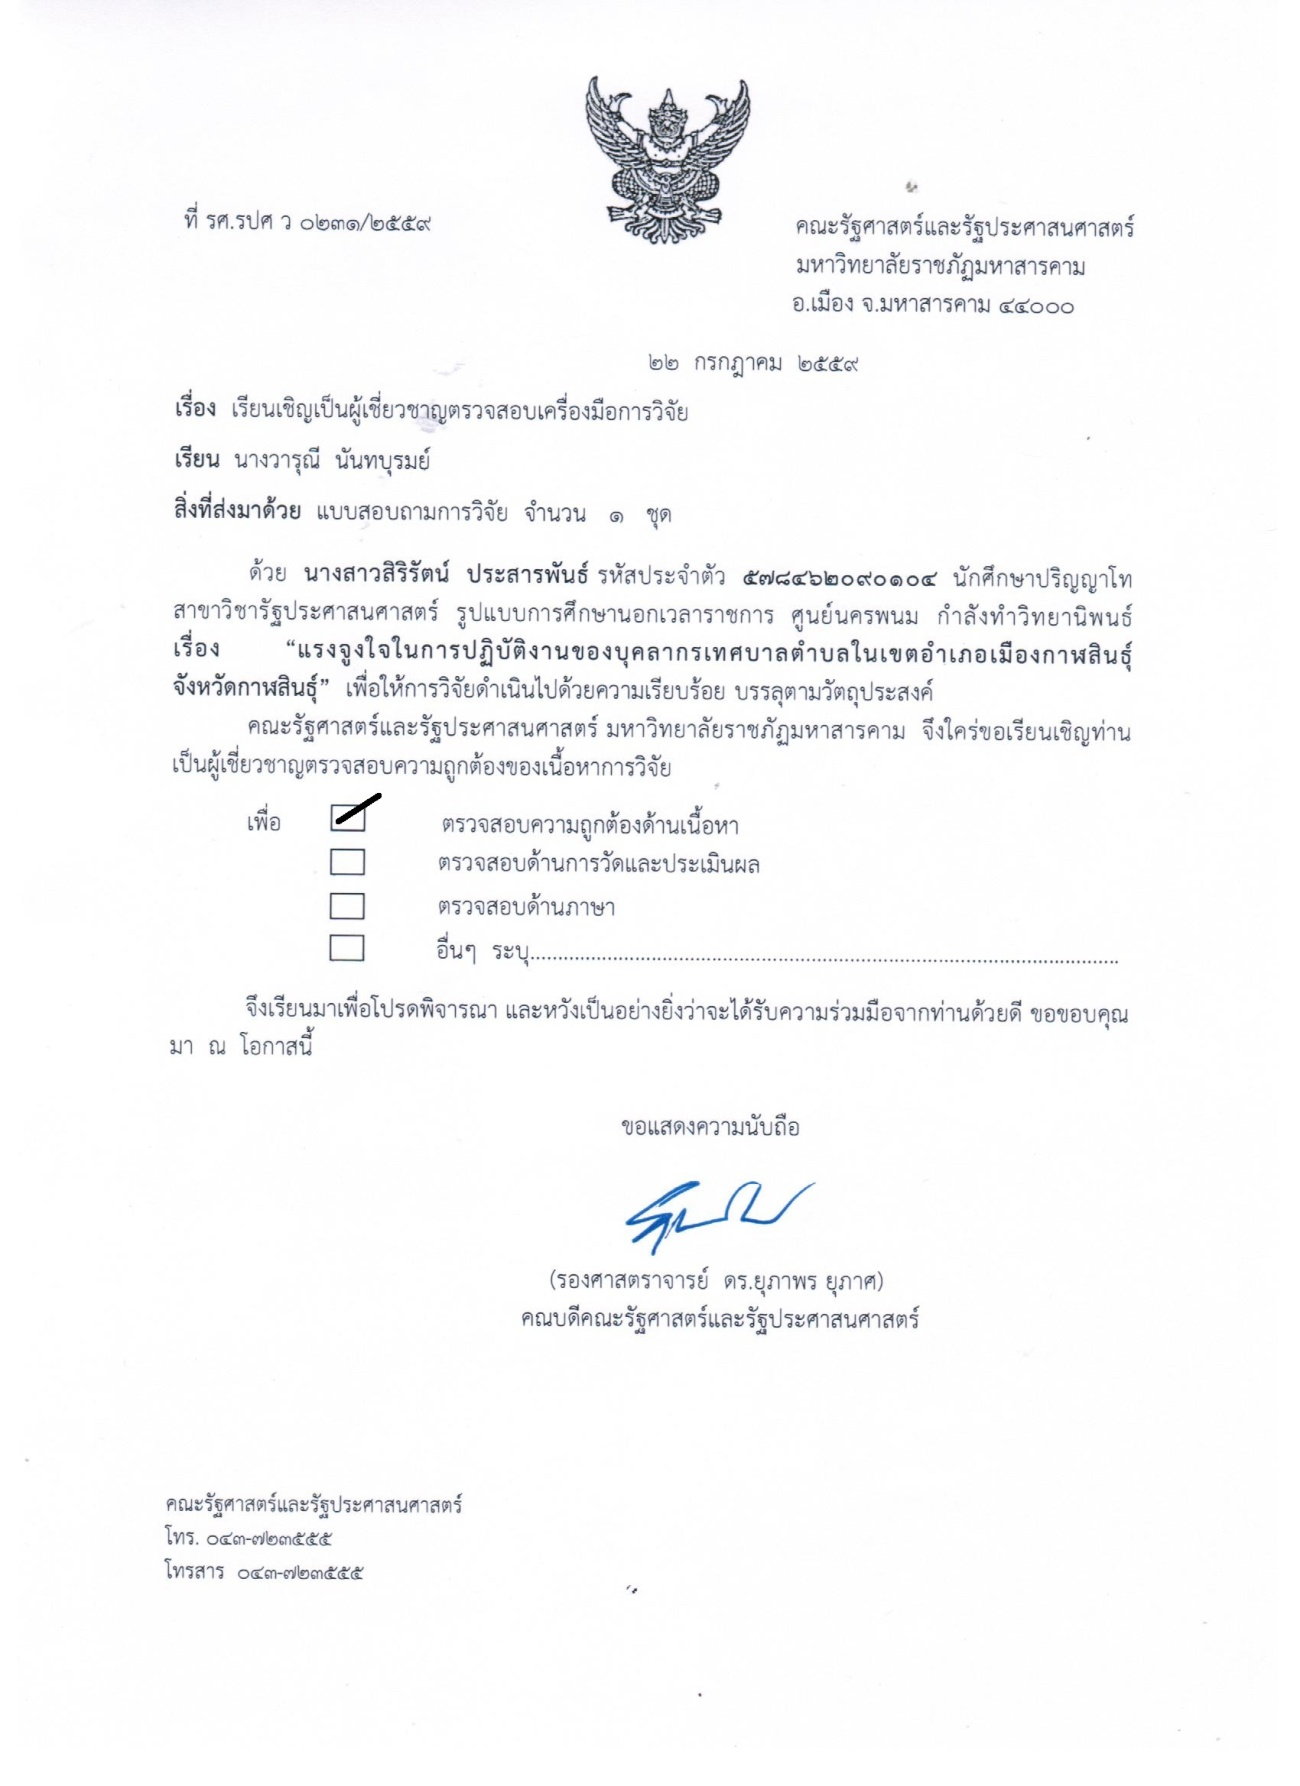 ที่ รศ.รปศ ว ๐๒๓๑/๒๕๕๙
คณะรัฐศาสตร์และรัฐประศาสนศาสตร์
มหาวิทยาลัยราชภัฏมหาสารคาม
อ.เมือง จ.มหาสารคาม ๔๔๐๐๐
๒๒ กรกฎาคม ๒๕๕๙
เรื่อง เรียนเชิญเป็นผู้เชี่ยวชาญตรวจสอบเครื่องมือการวิจัย
เรียน นางวารุณี นันทบุรมย์
สิ่งที่ส่งมาด้วย แบบสอบถามการวิจัย จำนวน ๑ ชุด
ด้วย นางสาวสิริรัตน์ ประสารพันธ์ รหัสประจำตัว ๕๗๘๔๖๒๐๙๐๑๐๔ นักศึกษาปริญญาโท
สาขาวิชารัฐประศาสนศาสตร์ รูปแบบการศึกษานอกเวลาราชการ ศูนย์นครพนม กำลังทำวิทยานิพนธ์
เรื่อง “แรงจูงใจในการปฏิบัติงานของบุคลากรเทศบาลตำบลในเขตอำเภอเมืองกาฬสินธุ์
จังหวัดกาฬสินธุ์” เพื่อให้การวิจัยดำเนินไปด้วยความเรียบร้อย บรรลุตามวัตถุประสงค์
คณะรัฐศาสตร์และรัฐประศาสนศาสตร์ มหาวิทยาลัยราชภัฏมหาสารคาม จึงใคร่ขอเรียนเชิญท่าน
เป็นผู้เชี่ยวชาญตรวจสอบความถูกต้องของเนื้อหาการวิจัย
เพื่อ ตรวจสอบความถูกต้องด้านเนื้อหา
ตรวจสอบด้านการวัดและประเมินผล
ตรวจสอบด้านภาษา
อื่นๆ ระบุ..........................................................................................................
จึงเรียนมาเพื่อโปรดพิจารณา และหวังเป็นอย่างยิ่งว่าจะได้รับความร่วมมือจากท่านด้วยดี ขอขอบคุณ
มา ณ โอกาสนี้
ขอแสดงความนับถือ
(รองศาสตราจารย์ ดร.ยุภาพร ยุภาศ)
คณบดีคณะรัฐศาสตร์และรัฐประศาสนศาสตร์
คณะรัฐศาสตร์และรัฐประศาสนศาสตร์
โทร. ๐๔๓-๗๒๓๕๕๕
โทรสาร ๐๔๓-๗๒๓๕๕๕